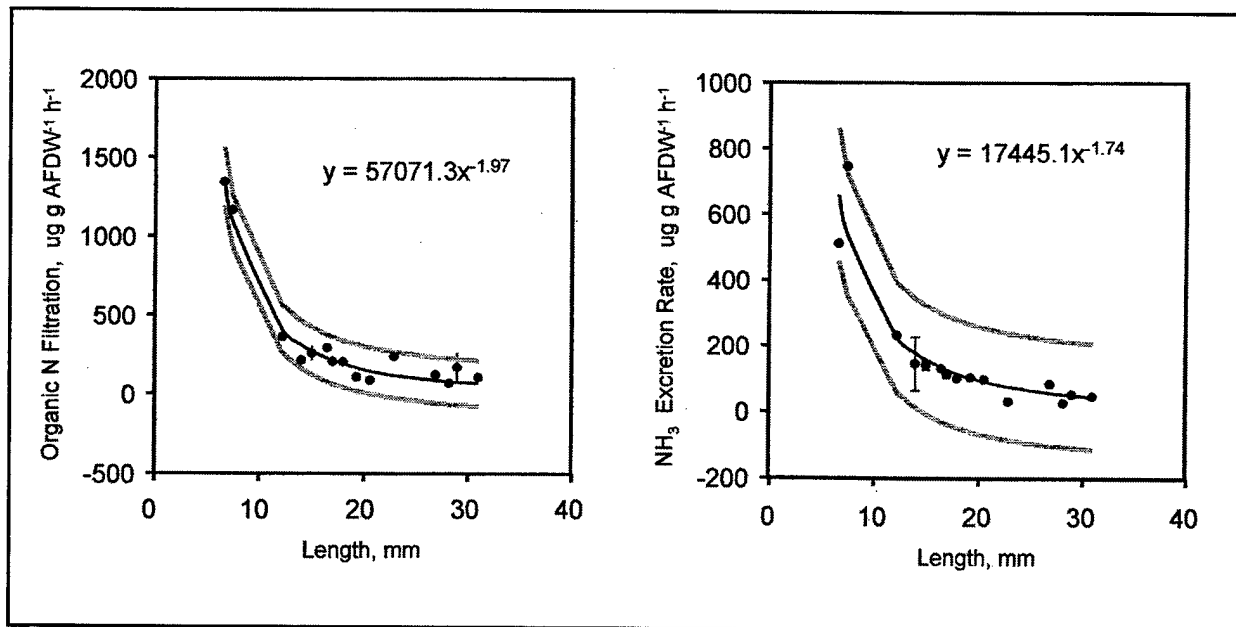 2000
1500
1000
500
0
-500
0 10 20 30 40
Organic N Filtration, ug g AFDW⁻¹ h⁻¹
Length, mm
y = 57071.3x⁻¹·⁹⁷
1000
800
600
400
200
0
-200
0 10 20 30 40
NH₃ Excretion Rate, ug g AFDW⁻¹ h⁻¹
Length, mm
y = 17445.1x⁻¹·⁷⁴